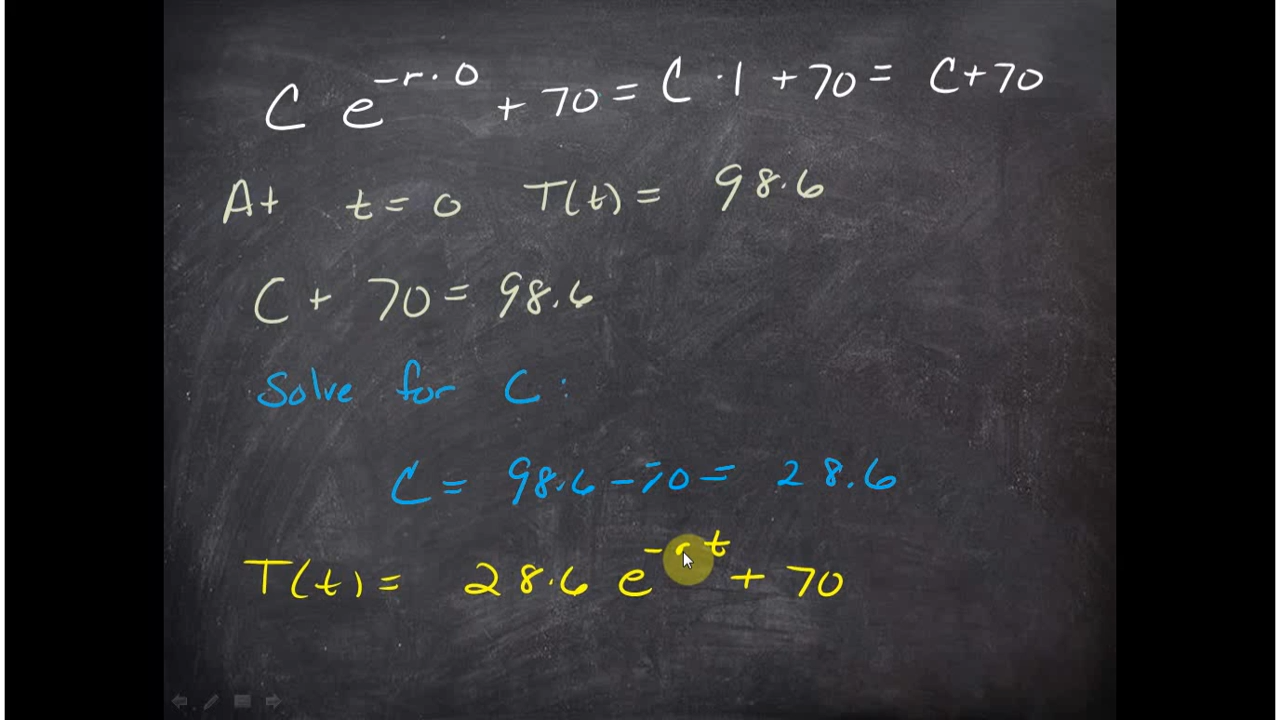 C e^{-r·0} + 70 = C·1 + 70 = C+70
At t = 0 T(t) = 98.6
C + 70 = 98.6
Solve for C:
C = 98.6 - 70 = 28.6
T(t) = 28.6 e^{-rt} + 70